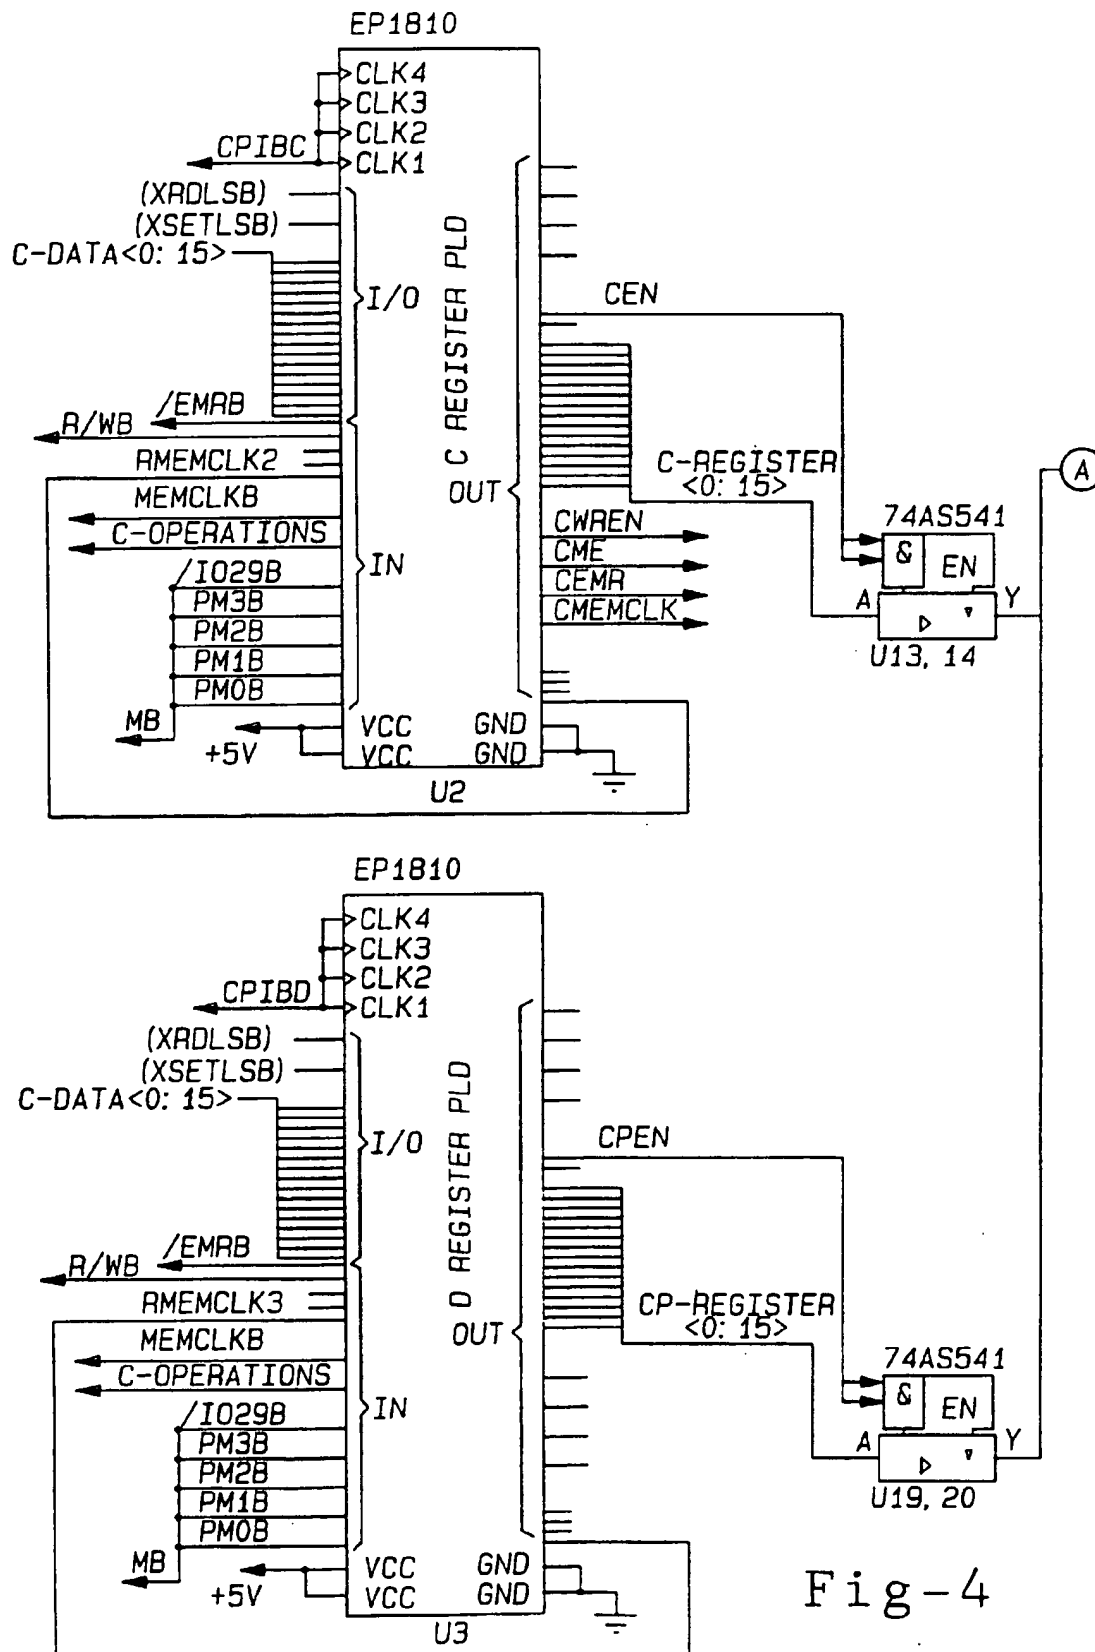 EP1810
CLK4
CLK3
CLK2
CPIBC
CLK1
(XRDLSB)
(XSETLSB)
C-DATA<0: 15>
I/O
C REGISTER PLD
CEN
/EMRB
R/WB
RMEMCLK2
MEMCLKB
C-OPERATIONS
/IO29B
PM3B
PM2B
PM1B
PM0B
MB
IN
OUT
C-REGISTER
<0: 15>
CWREN
CME
CEMR
CMEMCLK
74AS541
&
EN
A
Y
U13, 14
A
+5V
VCC
VCC
GND
GND
U2
EP1810
CLK4
CLK3
CLK2
CPIBD
CLK1
(XRDLSB)
(XSETLSB)
C-DATA<0: 15>
I/O
D REGISTER PLD
CPEN
/EMRB
R/WB
RMEMCLK3
MEMCLKB
C-OPERATIONS
/IO29B
PM3B
PM2B
PM1B
PM0B
MB
IN
OUT
CP-REGISTER
<0: 15>
74AS541
&
EN
A
Y
U19, 20
+5V
VCC
VCC
GND
GND
U3
Fig-4